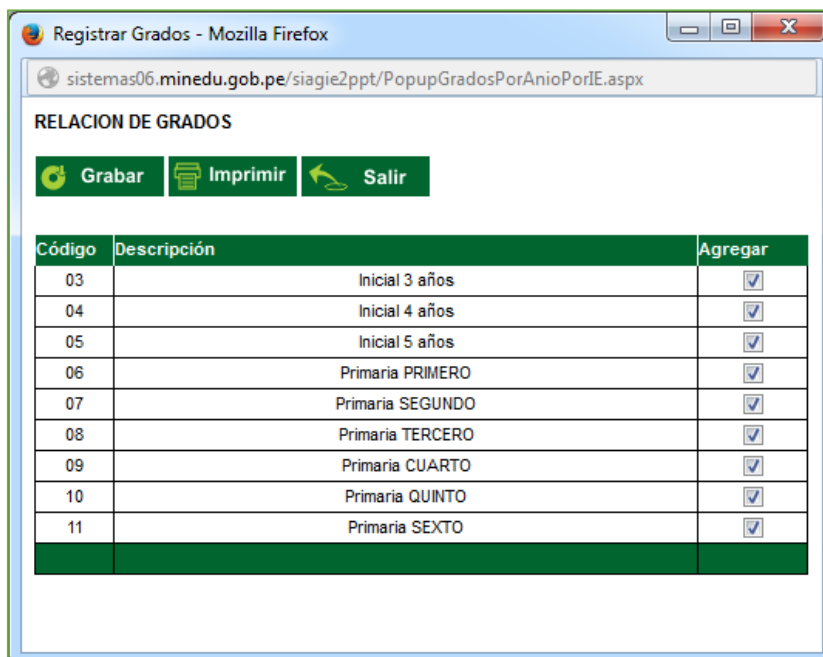 Registrar Grados - Mozilla Firefox
sistemas06.minedu.gob.pe/siagie2ppt/PopupGradosPorAnioPorIE.aspx
RELACION DE GRADOS
Grabar Imprimir Salir
Código Descripción Agregar
03 Inicial 3 años
04 Inicial 4 años
05 Inicial 5 años
06 Primaria PRIMERO
07 Primaria SEGUNDO
08 Primaria TERCERO
09 Primaria CUARTO
10 Primaria QUINTO
11 Primaria SEXTO